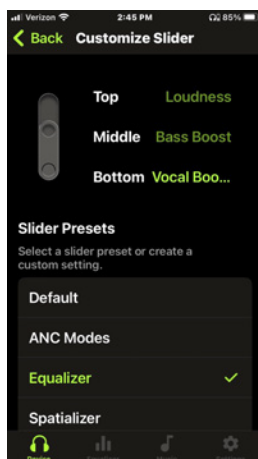 Verizon 2:45 PM 85%
Back Customize Slider
Top Loudness
Middle Bass Boost
Bottom Vocal Boo...
Slider Presets
Select a slider preset or create a
custom setting.
Default
ANC Modes
Equalizer
Spatializer